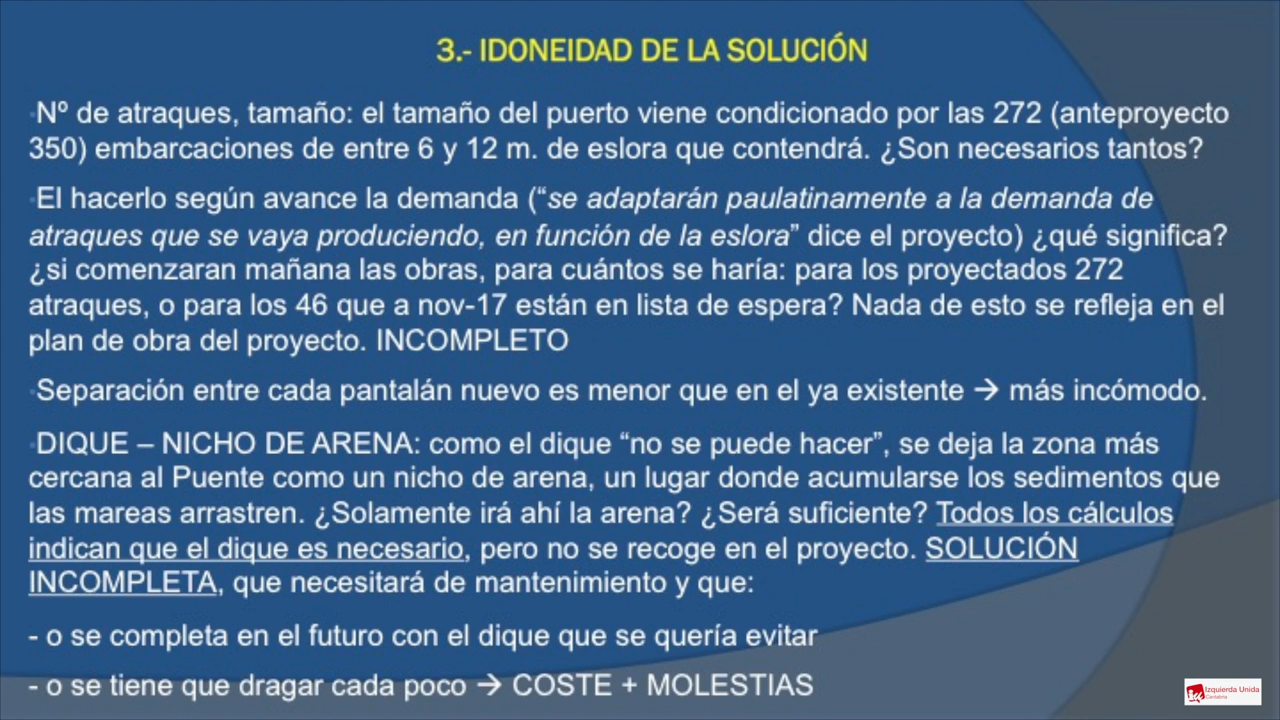 3.- IDONEIDAD DE LA SOLUCIÓN
·Nº de atraques, tamaño: el tamaño del puerto viene condicionado por las 272 (anteproyecto
350) embarcaciones de entre 6 y 12 m. de eslora que contendrá. ¿Son necesarios tantos?
·El hacerlo según avance la demanda (“se adaptarán paulatinamente a la demanda de
atraques que se vaya produciendo, en función de la eslora” dice el proyecto) ¿qué significa?
¿si comenzaran mañana las obras, para cuántos se haría: para los proyectados 272
atraques, o para los 46 que a nov-17 están en lista de espera? Nada de esto se refleja en el
plan de obra del proyecto. INCOMPLETO
·Separación entre cada pantalán nuevo es menor que en el ya existente → más incómodo.
·DIQUE – NICHO DE ARENA: como el dique “no se puede hacer”, se deja la zona más
cercana al Puente como un nicho de arena, un lugar donde acumularse los sedimentos que
las mareas arrastren. ¿Solamente irá ahí la arena? ¿Será suficiente? Todos los cálculos
indican que el dique es necesario, pero no se recoge en el proyecto. SOLUCIÓN
INCOMPLETA, que necesitará de mantenimiento y que:
- o se completa en el futuro con el dique que se quería evitar
- o se tiene que dragar cada poco → COSTE + MOLESTIAS
Izquierda Unida
Cantabria